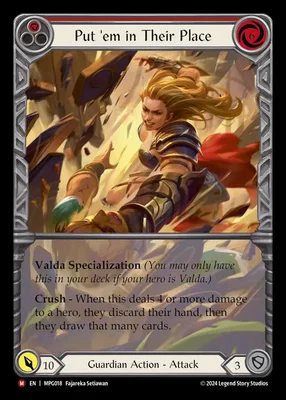 Put 'em in Their Place
Valda Specialization (You may only have
this in your deck if your hero is Valda.)
Crush - When this deals 4 or more damage
to a hero, they discard their hand, then
they draw that many cards.
10
Guardian Action - Attack
3
M EN | MPG018 Fajareka Setiawan
© 2024 Legend Story Studios